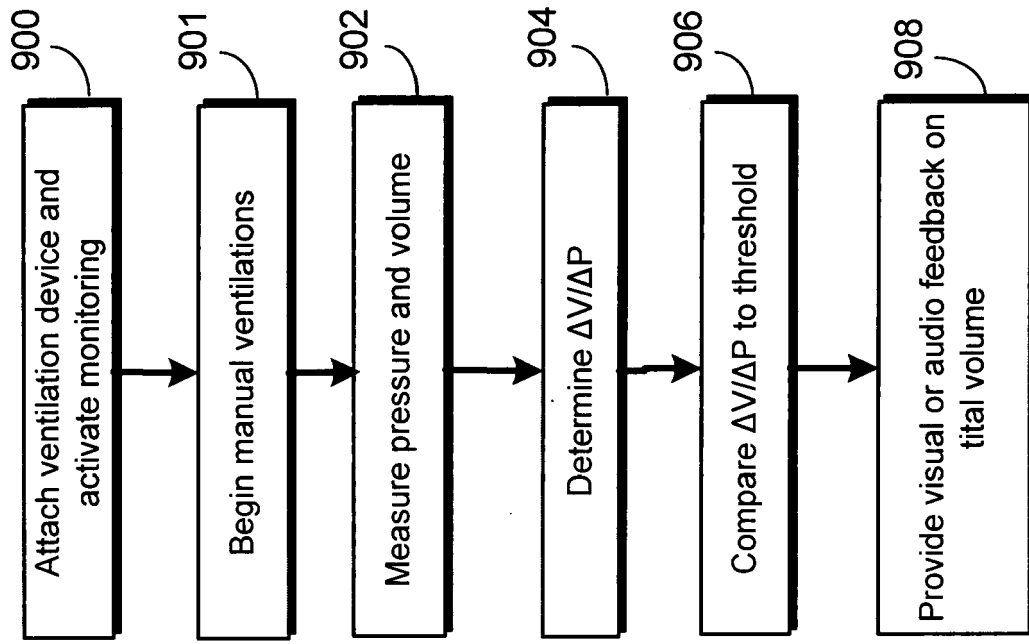 900
Attach ventilation device and
activate monitoring
901
Begin manual ventilations
902
Measure pressure and volume
904
Determine ΔV/ΔP
906
Compare ΔV/ΔP to threshold
908
Provide visual or audio feedback on
tital volume